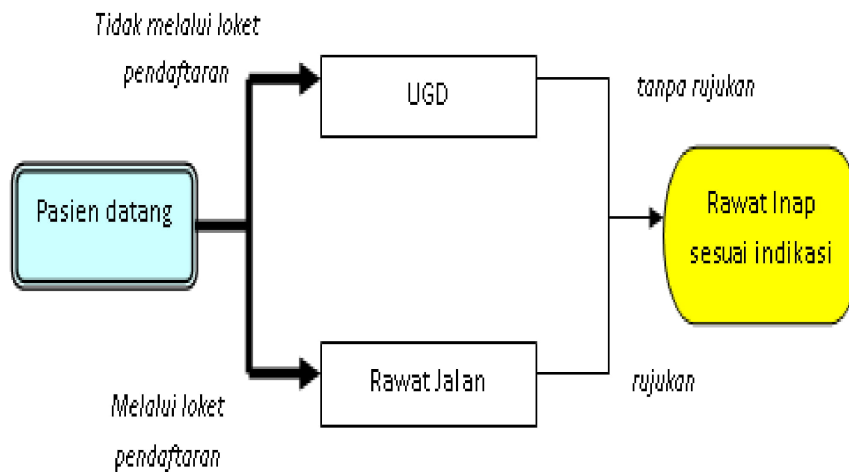 Tidak melalui loket
pendaftaran
UGD
tanpa rujukan
Pasien datang
Rawat Inap
sesuai indikasi
Rawat Jalan
rujukan
Melalui loket
pendaftaran